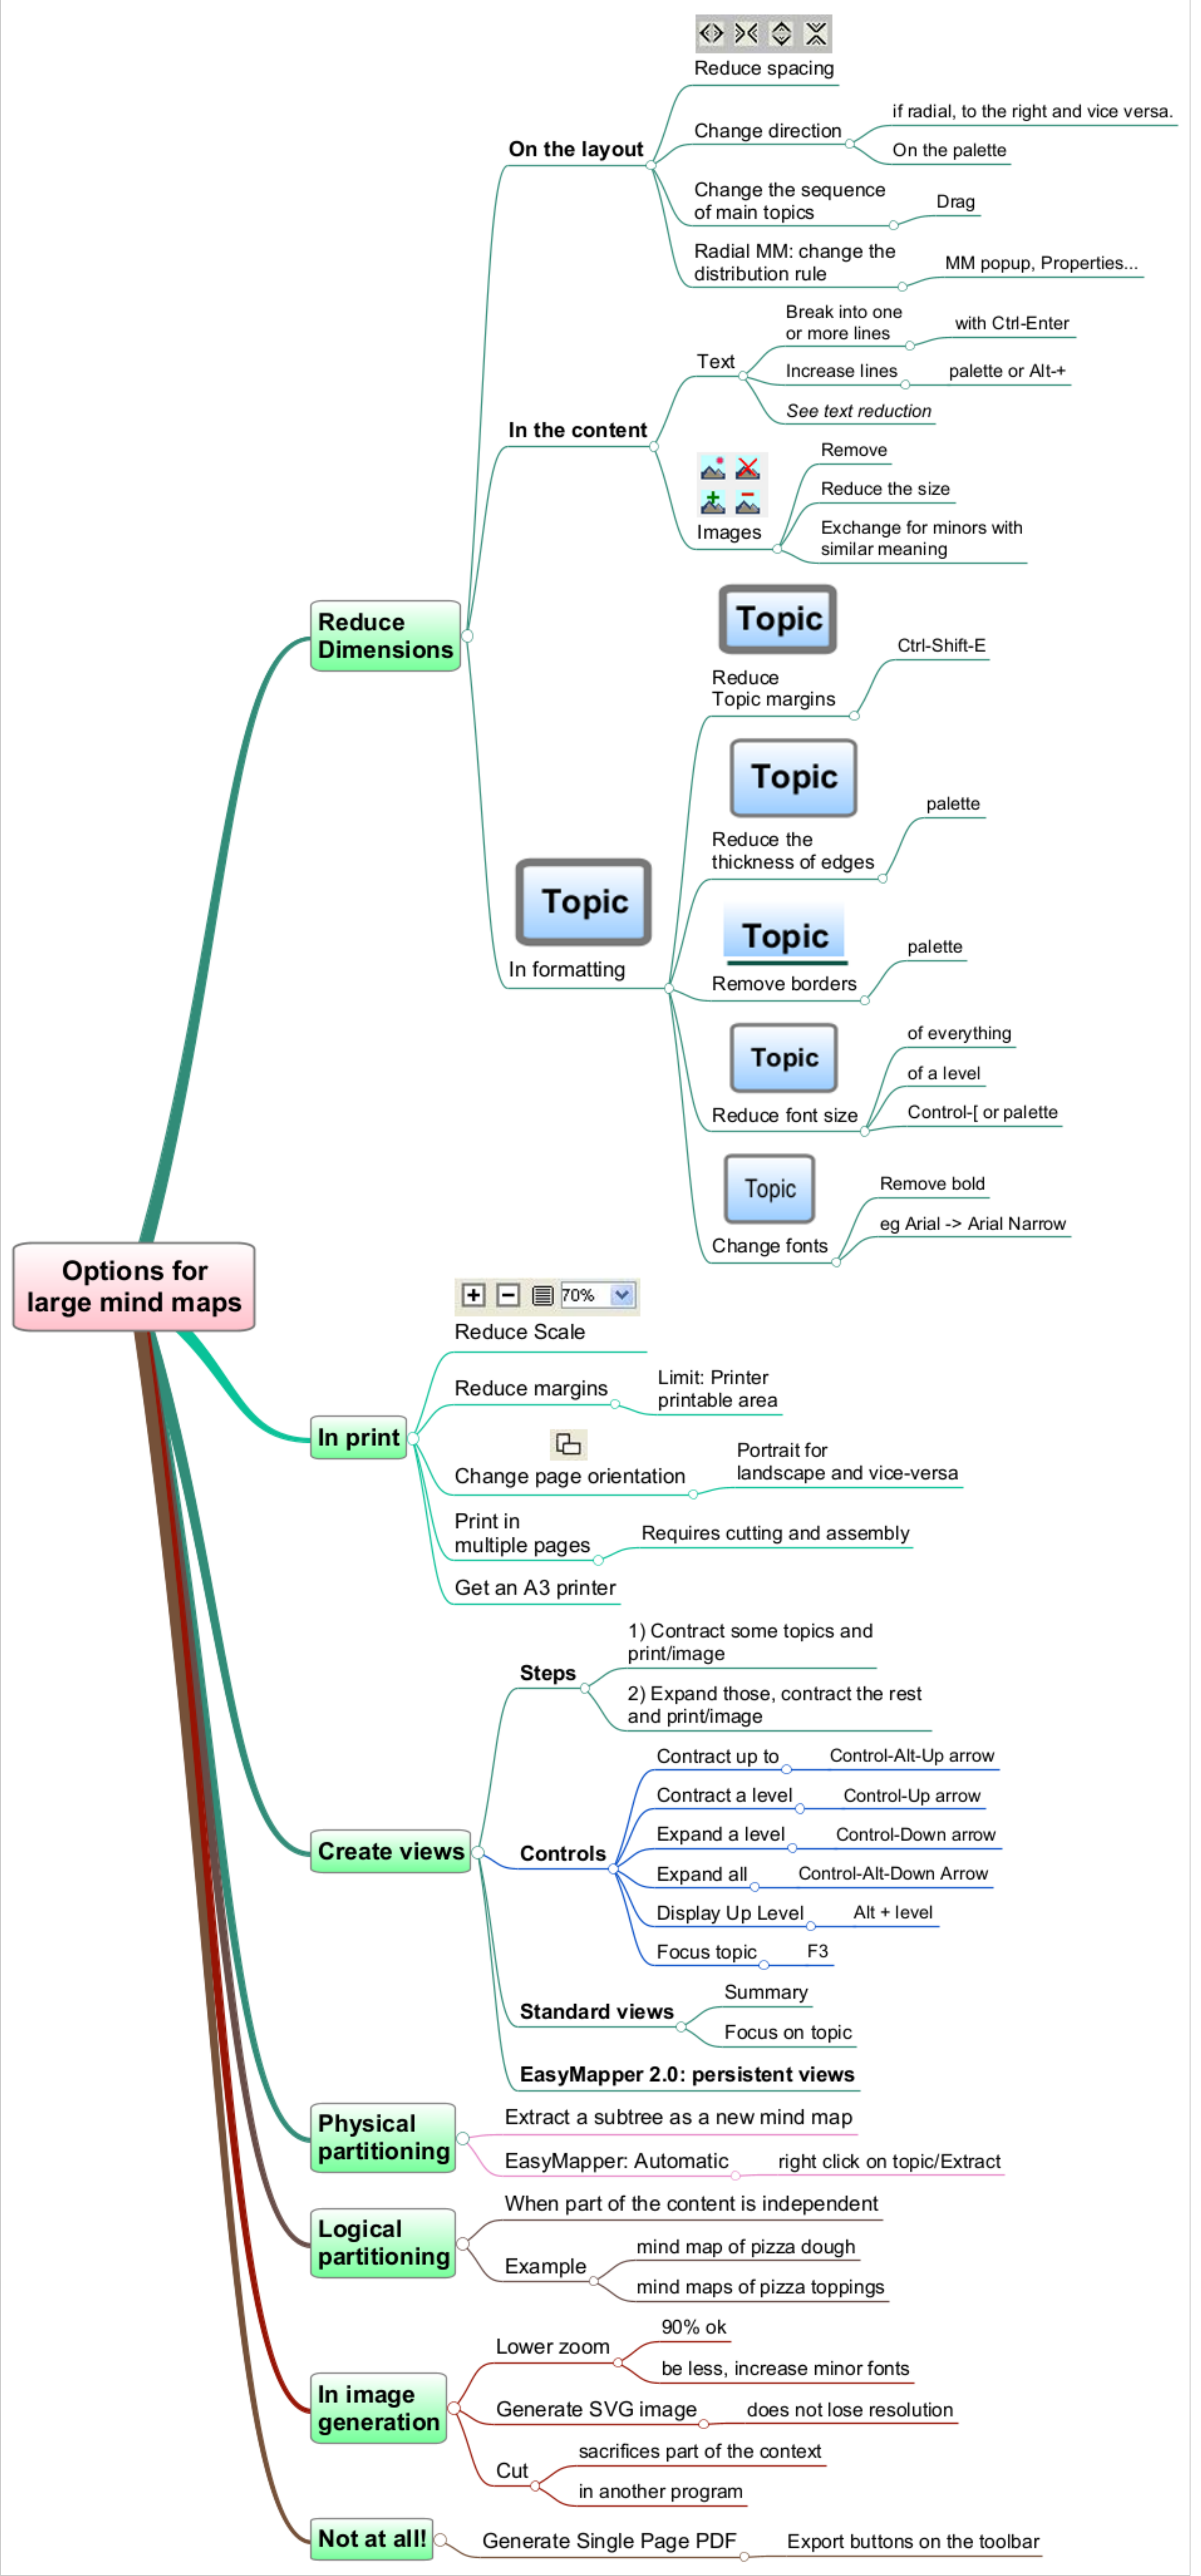 Options for
large mind maps
Reduce
Dimensions
On the layout
Reduce spacing
Change direction
if radial, to the right and vice versa.
On the palette
Change the sequence
of main topics
Drag
Radial MM: change the
distribution rule
MM popup, Properties...
In the content
Text
Break into one
or more lines
with Ctrl-Enter
Increase lines
palette or Alt-+
See text reduction
Images
Remove
Reduce the size
Exchange for minors with
similar meaning
Topic
In formatting
Topic
Reduce
Topic margins
Ctrl-Shift-E
Topic
Reduce the
thickness of edges
palette
Topic
Remove borders
palette
Topic
Reduce font size
of everything
of a level
Control-[ or palette
Topic
Change fonts
Remove bold
eg Arial -> Arial Narrow
In print
70%
Reduce Scale
Reduce margins
Limit: Printer
printable area
Change page orientation
Portrait for
landscape and vice-versa
Print in
multiple pages
Requires cutting and assembly
Get an A3 printer
Create views
Steps
1) Contract some topics and
print/image
2) Expand those, contract the rest
and print/image
Controls
Contract up to
Control-Alt-Up arrow
Contract a level
Control-Up arrow
Expand a level
Control-Down arrow
Expand all
Control-Alt-Down Arrow
Display Up Level
Alt + level
Focus topic
F3
Standard views
Summary
Focus on topic
EasyMapper 2.0: persistent views
Physical
partitioning
Extract a subtree as a new mind map
EasyMapper: Automatic
right click on topic/Extract
Logical
partitioning
When part of the content is independent
Example
mind map of pizza dough
mind maps of pizza toppings
In image
generation
Lower zoom
90% ok
be less, increase minor fonts
Generate SVG image
does not lose resolution
Cut
sacrifices part of the context
in another program
Not at all!
Generate Single Page PDF
Export buttons on the toolbar